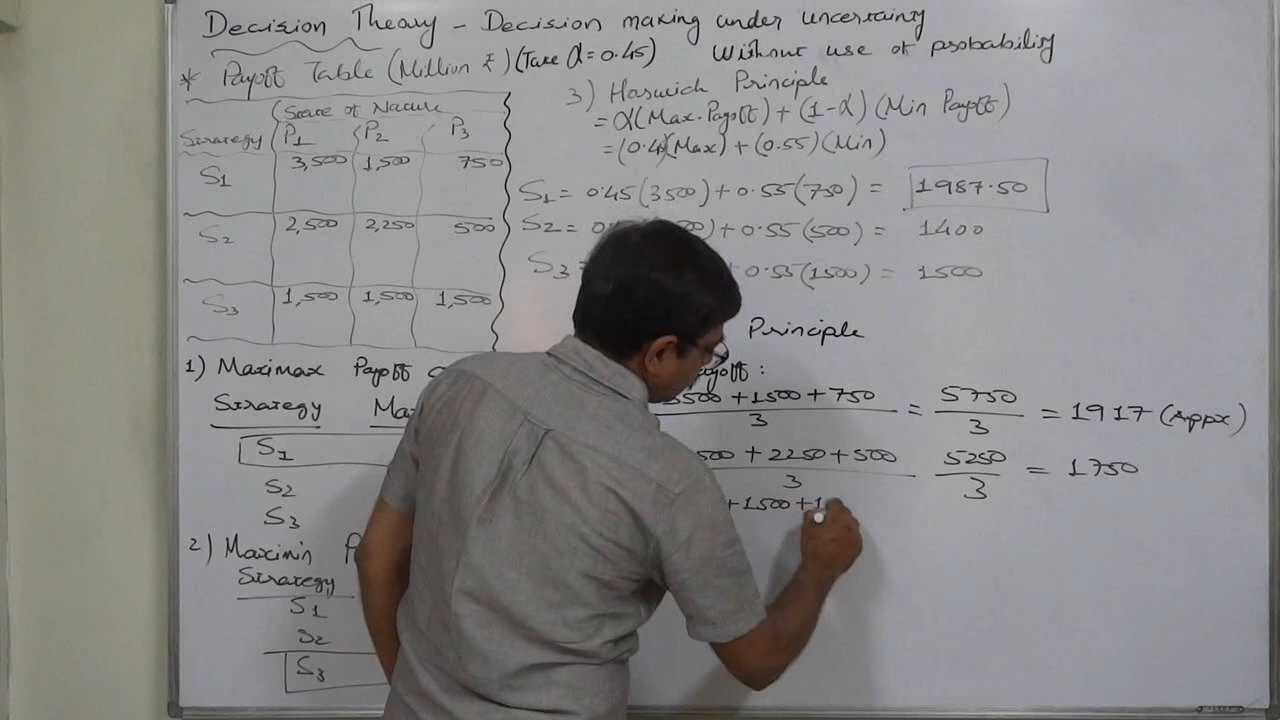 Decision Theory - Decision making under uncertainty
* Payoff Table (Million ₹) (Take α = 0.45) Without use of probability
State of Nature
Strategy P1 P2 P3
S1 3,500 1,500 750
S2 2,500 2,250 500
S3 1,500 1,500 1,500
1) Maximax Payoff
Strategy
S1
S2
S3
2) Maximin
Strategy
S1
S2
S3
3) Horwich Principle
= α(Max. Payoff) + (1-α) (Min Payoff)
(Max) + (0.55) (Min)
S1 = 0.45(3500) + 0.55(750) = 1987.50
S2 = + 0.55(500) = 1400
S3 0.55(1500) = 1500
Principle
Payoff:
3500 + 1500 + 750 / 3 = 5750 / 3 = 1917 (Appx)
500 + 2250 + 500 / 3 5250 / 3 = 1750
+ 1500 + 1